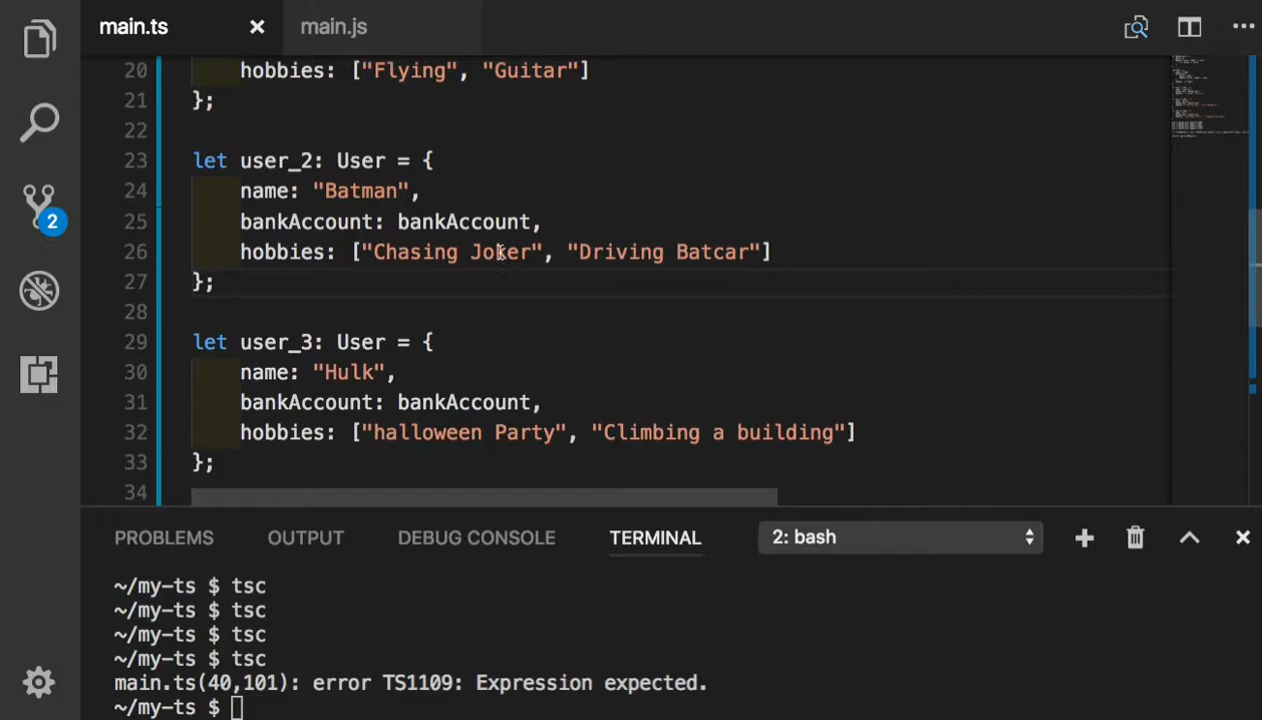 main.ts × main.js ···
20 hobbies: ["Flying", "Guitar"]
21 };
22
23 let user_2: User = {
24 name: "Batman",
25 bankAccount: bankAccount,
26 hobbies: ["Chasing Joker", "Driving Batcar"]
27 };
28
29 let user_3: User = {
30 name: "Hulk",
31 bankAccount: bankAccount,
32 hobbies: ["halloween Party", "Climbing a building"]
33 };
34
2
PROBLEMS OUTPUT DEBUG CONSOLE TERMINAL 2: bash
~/my-ts $ tsc
~/my-ts $ tsc
~/my-ts $ tsc
~/my-ts $ tsc
main.ts(40,101): error TS1109: Expression expected.
~/my-ts $